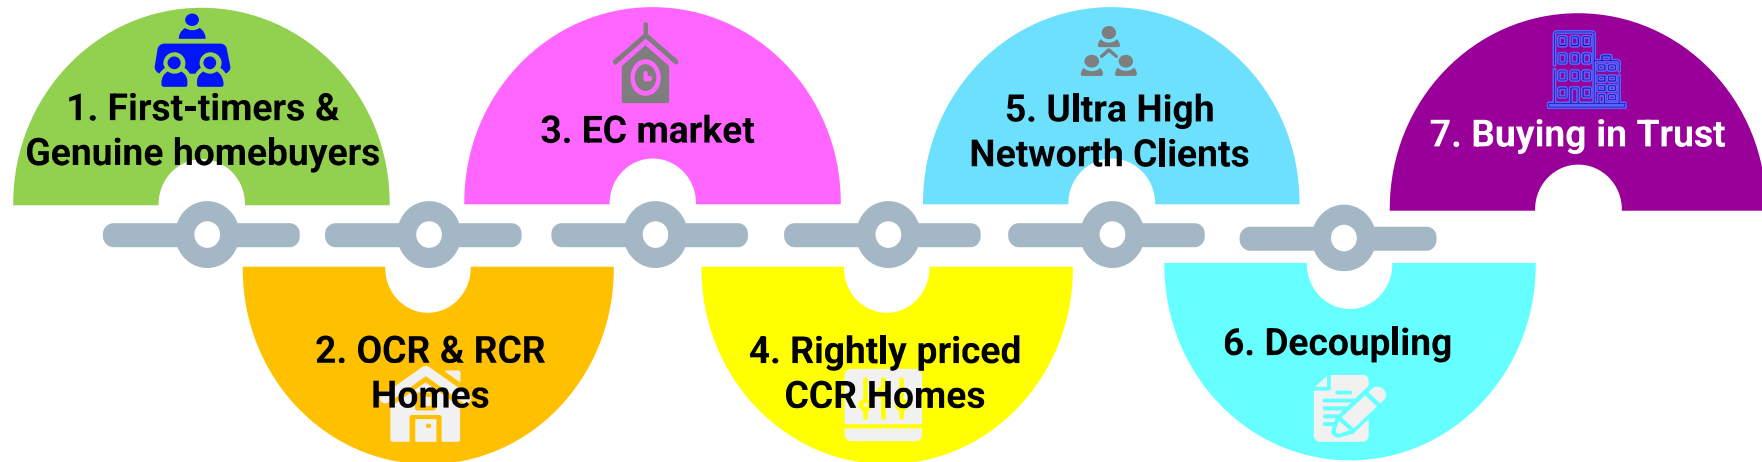 1. First-timers &
Genuine homebuyers
2. OCR & RCR
Homes
3. EC market
4. Rightly priced
CCR Homes
5. Ultra High
Networth Clients
6. Decoupling
7. Buying in Trust